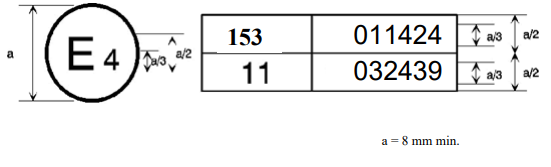 a E 4 a/3 a/2 153 011424 a/3 a/2
11 032439 a/3 a/2
a = 8 mm min.